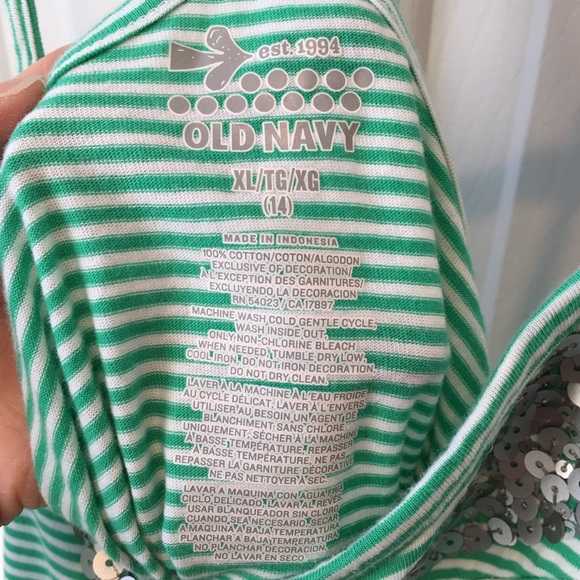 est. 1994
OLD NAVY
XL/TG/XG
(14)
MADE IN INDONESIA
100% COTTON/COTON/ALGODON
EXCLUSIVE OF DECORATION/
À L'EXCEPTION DES GARNITURES/
EXCLUYENDO LA DECORACION
RN 54023 / CA 17897
MACHINE WASH COLD GENTLE CYCLE,
WASH INSIDE OUT,
ONLY NON-CHLORINE BLEACH
WHEN NEEDED, TUMBLE DRY LOW,
COOL IRON, DO NOT IRON DECORATION,
DO NOT DRY CLEAN.
LAVER À LA MACHINE À L'EAU FROIDE
AU CYCLE DÉLICAT, LAVER À L'ENVERS,
UTILISER AU BESOIN UN AGENT DE
BLANCHIMENT SANS CHLORE
UNIQUEMENT, SÉCHER À LA MACHINE
À BASSE TEMPÉRATURE, REPASSER
À BASSE TEMPÉRATURE, NE PAS
REPASSER LA GARNITURE DÉCORATIVE,
NE PAS NETTOYER À SEC.
LAVAR A MAQUINA CON AGUA FRIA
CICLO DELICADO, LAVAR AL REVES,
USAR BLANQUEADOR SIN CLORO
CUANDO SEA NECESARIO, SECAR
A MAQUINA A BAJA TEMPERATURA,
PLANCHAR A BAJA TEMPERATURA,
NO PLANCHAR DECORACION,
NO LAVAR EN SECO.